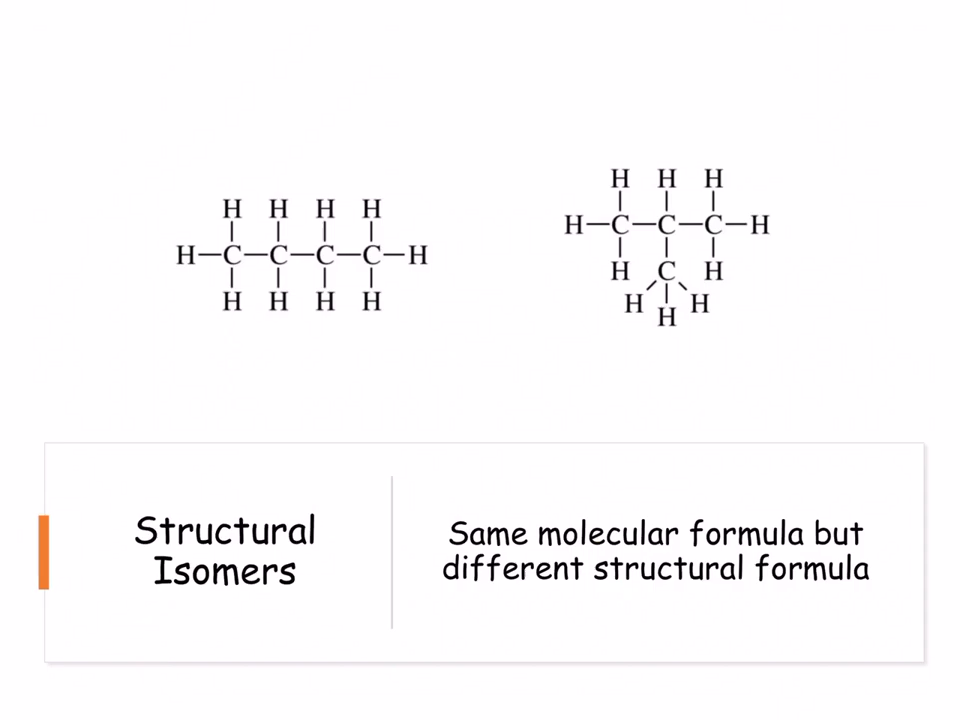 H H H H
H—C—C—C—C—H
H H H H
H H H
H—C—C—C—H
H C H
H H H
Structural
Isomers
Same molecular formula but
different structural formula